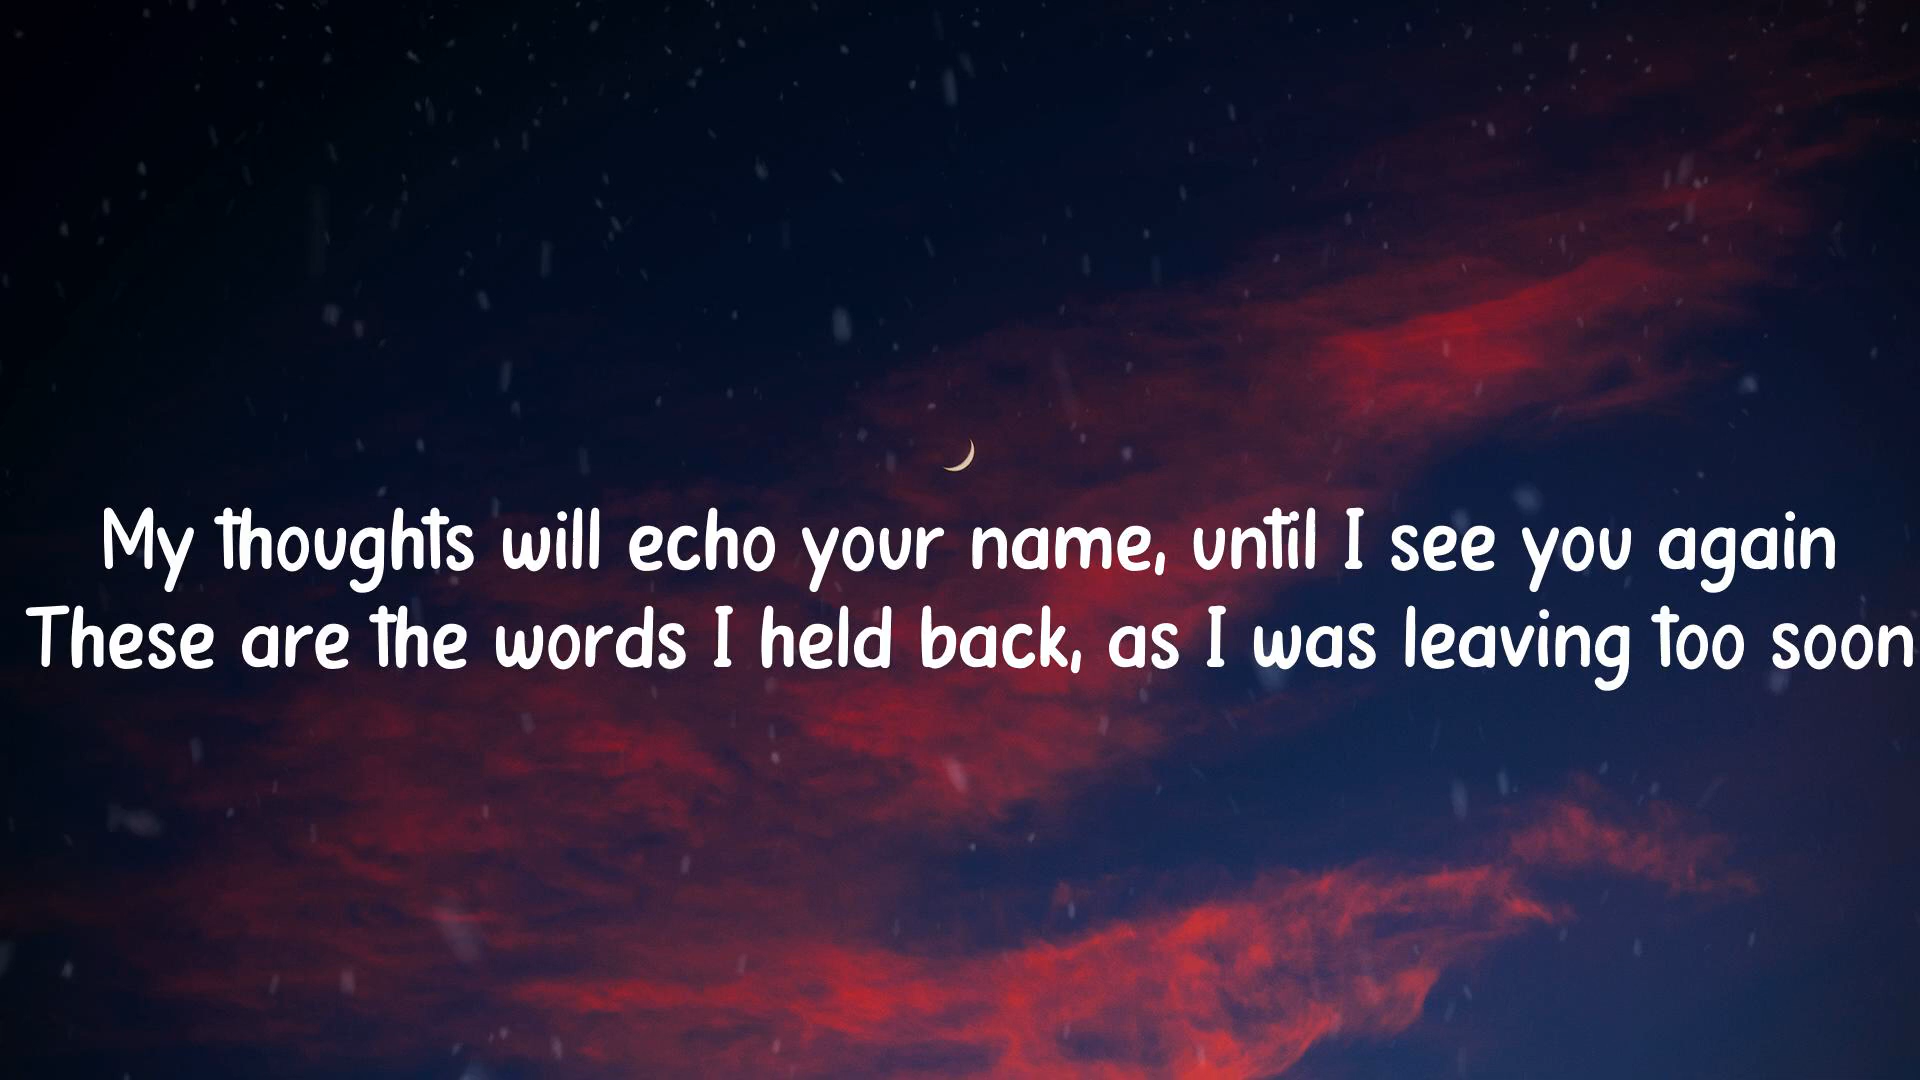 My thoughts will echo your name, until I see you again
These are the words I held back, as I was leaving too soon